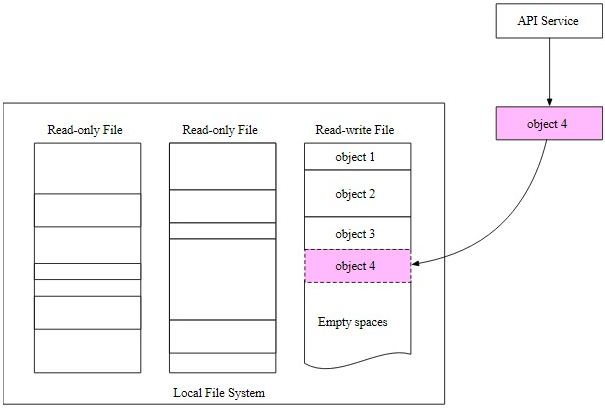 API Service
object 4
Read-only File
Read-only File
Read-write File
object 1
object 2
object 3
object 4
Empty spaces
Local File System